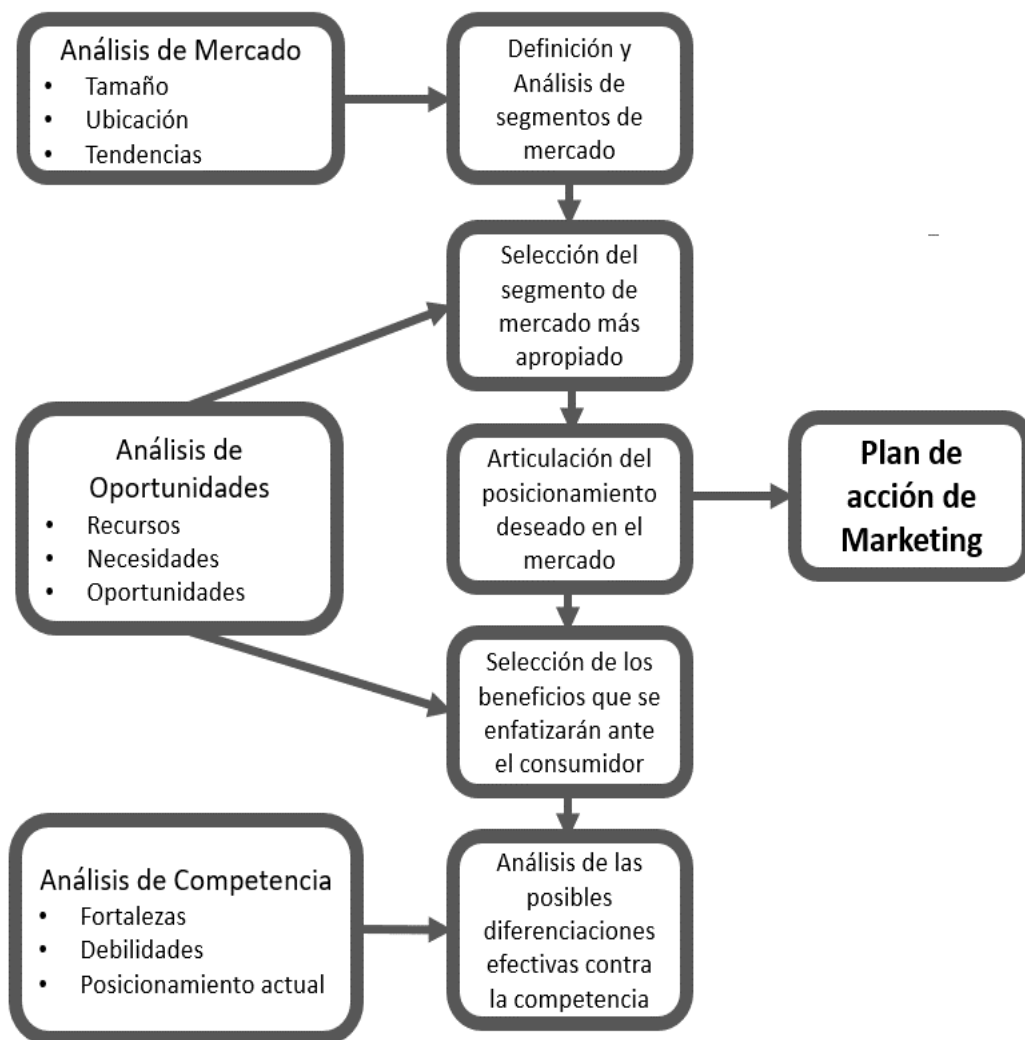 Análisis de Mercado
• Tamaño
• Ubicación
• Tendencias
Definición y
Análisis de
segmentos de
mercado
Selección del
segmento de
mercado más
apropiado
Análisis de
Oportunidades
• Recursos
• Necesidades
• Oportunidades
Articulación del
posicionamiento
deseado en el
mercado
Plan de
acción de
Marketing
Selección de los
beneficios que se
enfatizarán ante
el consumidor
Análisis de Competencia
• Fortalezas
• Debilidades
• Posicionamiento actual
Análisis de las
posibles
diferenciaciones
efectivas contra
la competencia